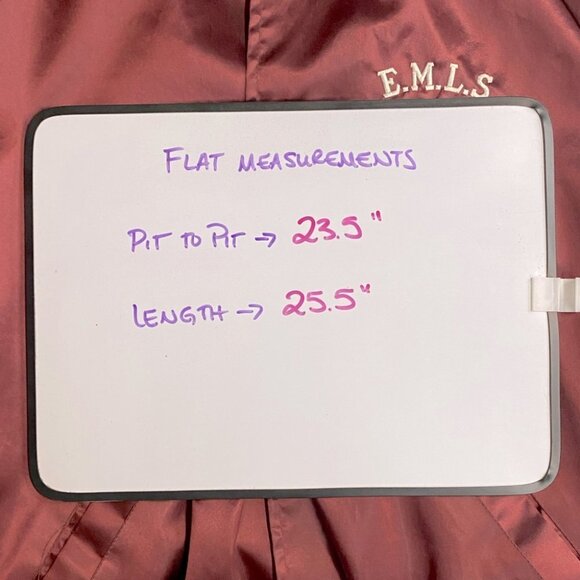 E.M.L.S
FLAT MEASUREMENTS
PIT TO PIT → 23.5"
LENGTH → 25.5"